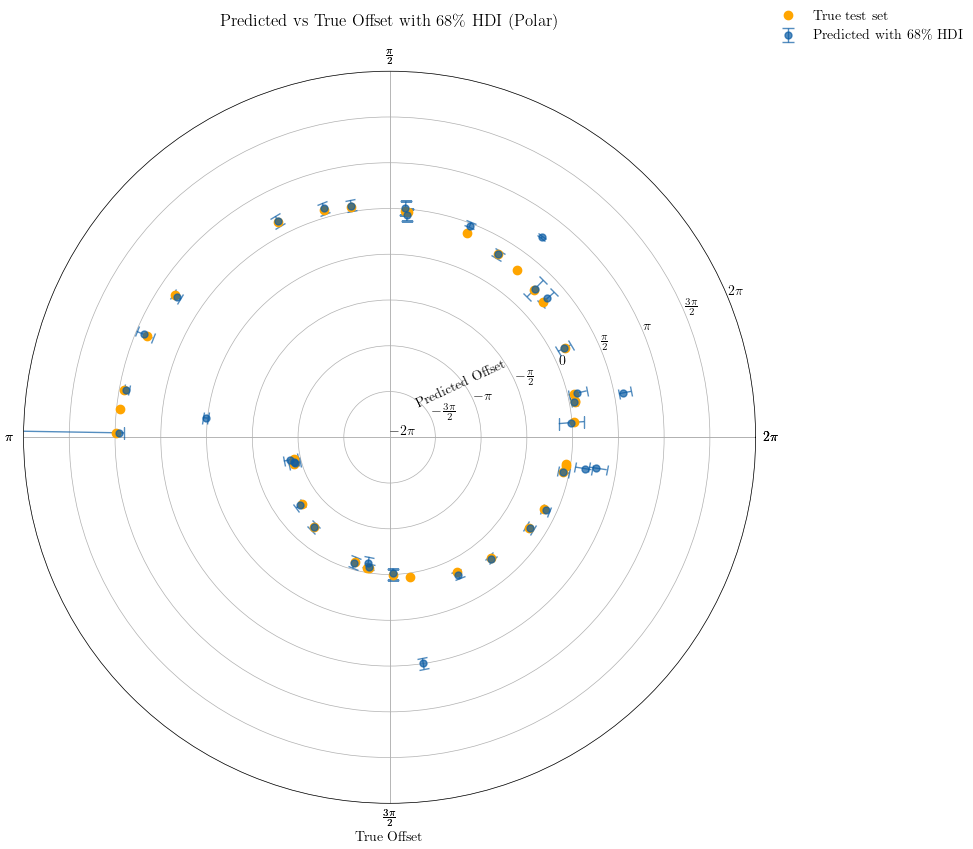 Predicted vs True Offset with 68% HDI (Polar)
True test set
Predicted with 68% HDI
π/2
2π
3π/2
π
π/2
0
Predicted Offset
−π/2
−π
−3π/2
−2π
π
2π
3π/2
True Offset